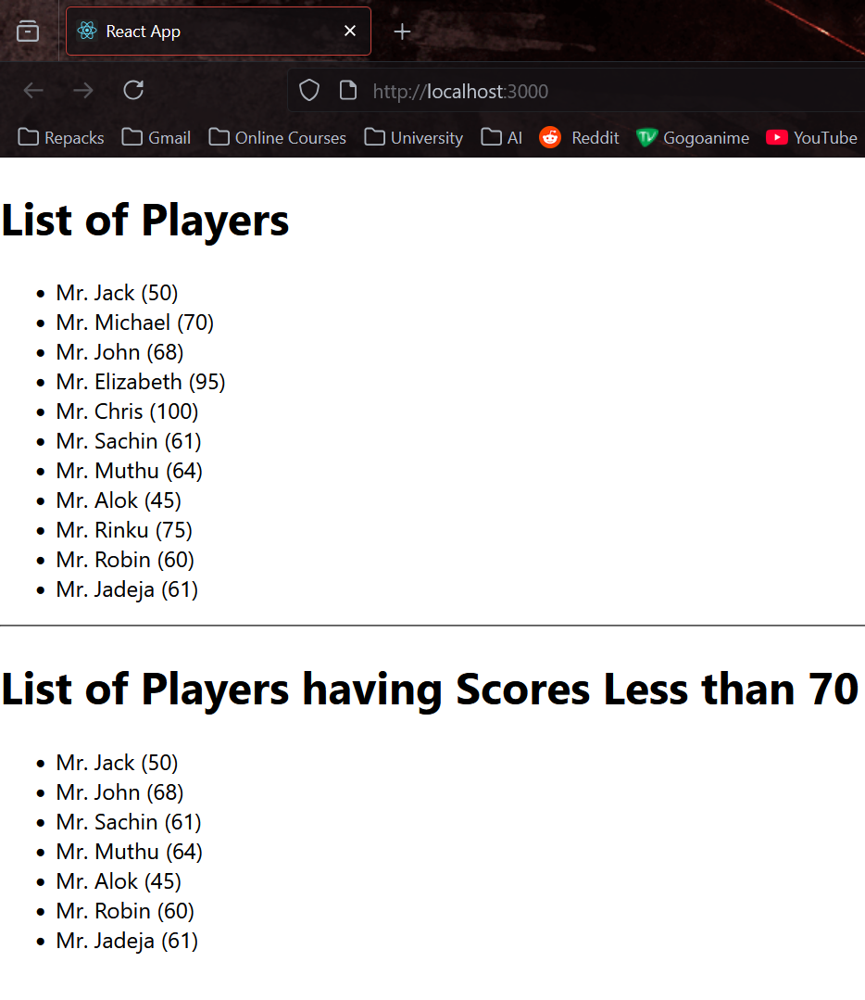 React App
http://localhost:3000
Repacks Gmail Online Courses University AI Reddit Gogoanime YouTube
List of Players
Mr. Jack (50)
Mr. Michael (70)
Mr. John (68)
Mr. Elizabeth (95)
Mr. Chris (100)
Mr. Sachin (61)
Mr. Muthu (64)
Mr. Alok (45)
Mr. Rinku (75)
Mr. Robin (60)
Mr. Jadeja (61)
List of Players having Scores Less than 70
Mr. Jack (50)
Mr. John (68)
Mr. Sachin (61)
Mr. Muthu (64)
Mr. Alok (45)
Mr. Robin (60)
Mr. Jadeja (61)